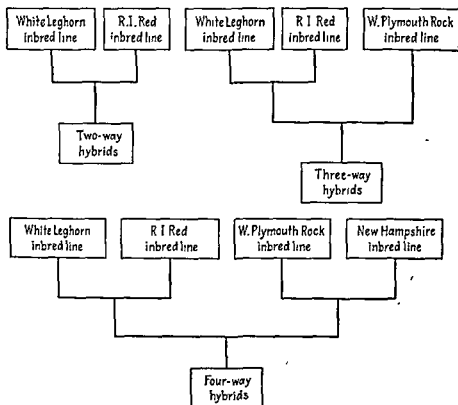 White Leghorn
inbred line
R.I. Red
inbred line
Two-way
hybrids
White Leghorn
inbred line
R I Red
inbred line
W. Plymouth Rock
inbred line
Three-way
hybrids
White Leghorn
inbred line
R I Red
inbred line
W. Plymouth Rock
inbred line
New Hampshire
inbred line
Four-way
hybrids